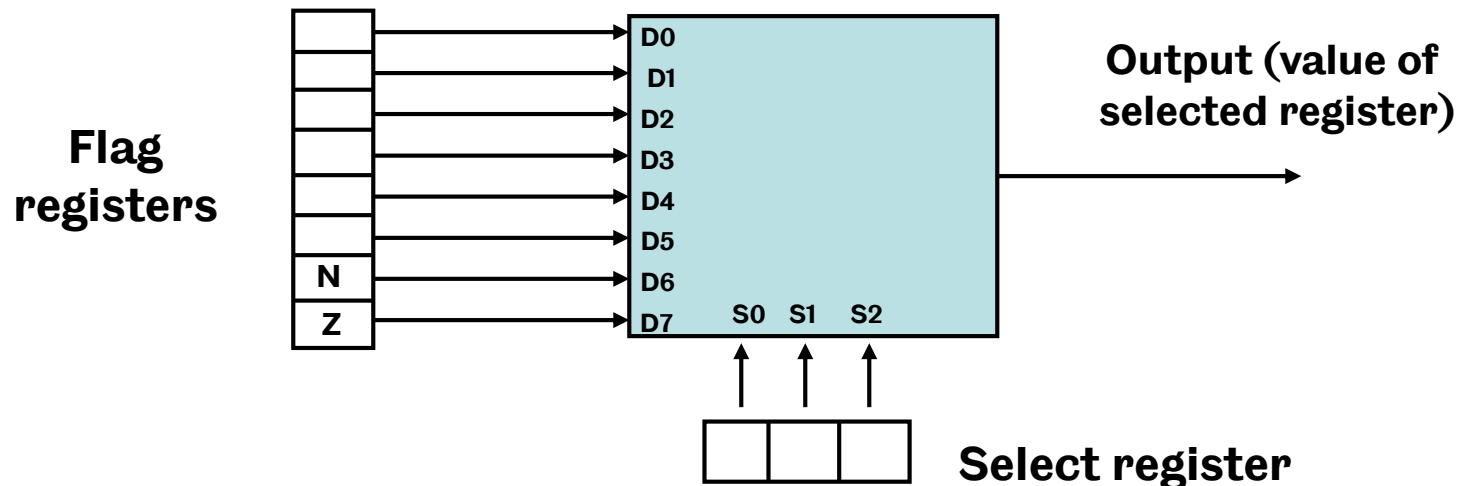 Flag
registers
N
Z
D0
D1
D2
D3
D4
D5
D6
D7
S0 S1 S2
Output (value of
selected register)
Select register